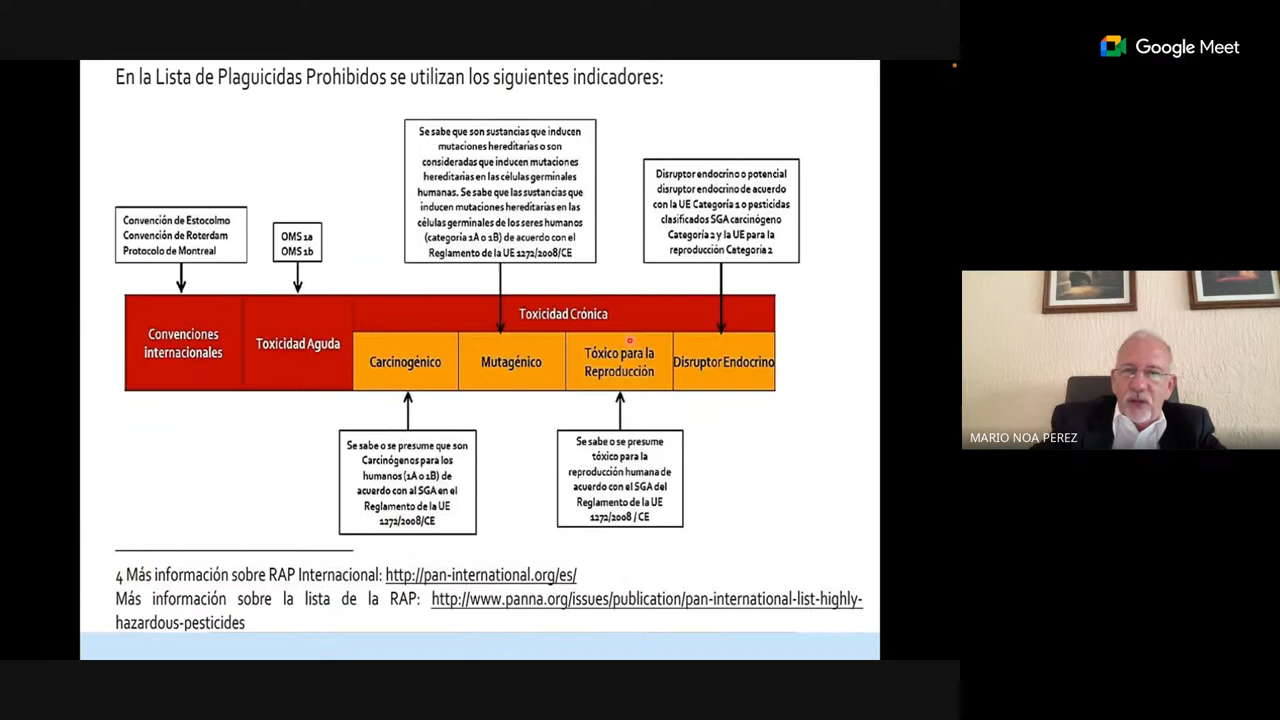 Google Meet
En la Lista de Plaguicidas Prohibidos se utilizan los siguientes indicadores:
Se sabe que son sustancias que inducen
mutaciones hereditarias o son
consideradas que inducen mutaciones
hereditarias en las células germinales
humanas. Se sabe que las sustancias que
inducen mutaciones hereditarias en las
células germinales de los seres humanos
(categoría 1A o 1B) de acuerdo con el
Reglamento de la UE 1272/2008/CE
Disruptor endocrino o potencial
disruptor endocrino de acuerdo
con la UE Categoría 1 o pesticidas
clasificados SGA carcinógeno
Categoría 2 y la UE para la
reproducción Categoría 2
Convención de Estocolmo
Convención de Roterdam
Protocolo de Montreal
OMS 1a
OMS 1b
Convenciones
internacionales
Toxicidad Aguda
Toxicidad Crónica
Carcinogénico
Mutagénico
Tóxico para la
Reproducción
Disruptor Endocrino
Se sabe o se presume que son
Carcinógenos para los
humanos (1A o 1B) de
acuerdo con al SGA en el
Reglamento de la UE
1272/2008/CE
Se sabe o se presume
tóxico para la
reproducción humana de
acuerdo con el SGA del
Reglamento de la UE
1272/2008 / CE
4 Más información sobre RAP Internacional: http://pan-international.org/es/
Más información sobre la lista de la RAP: http://www.panna.org/issues/publication/pan-international-list-highly-
hazardous-pesticides
MARIO NOA PEREZ